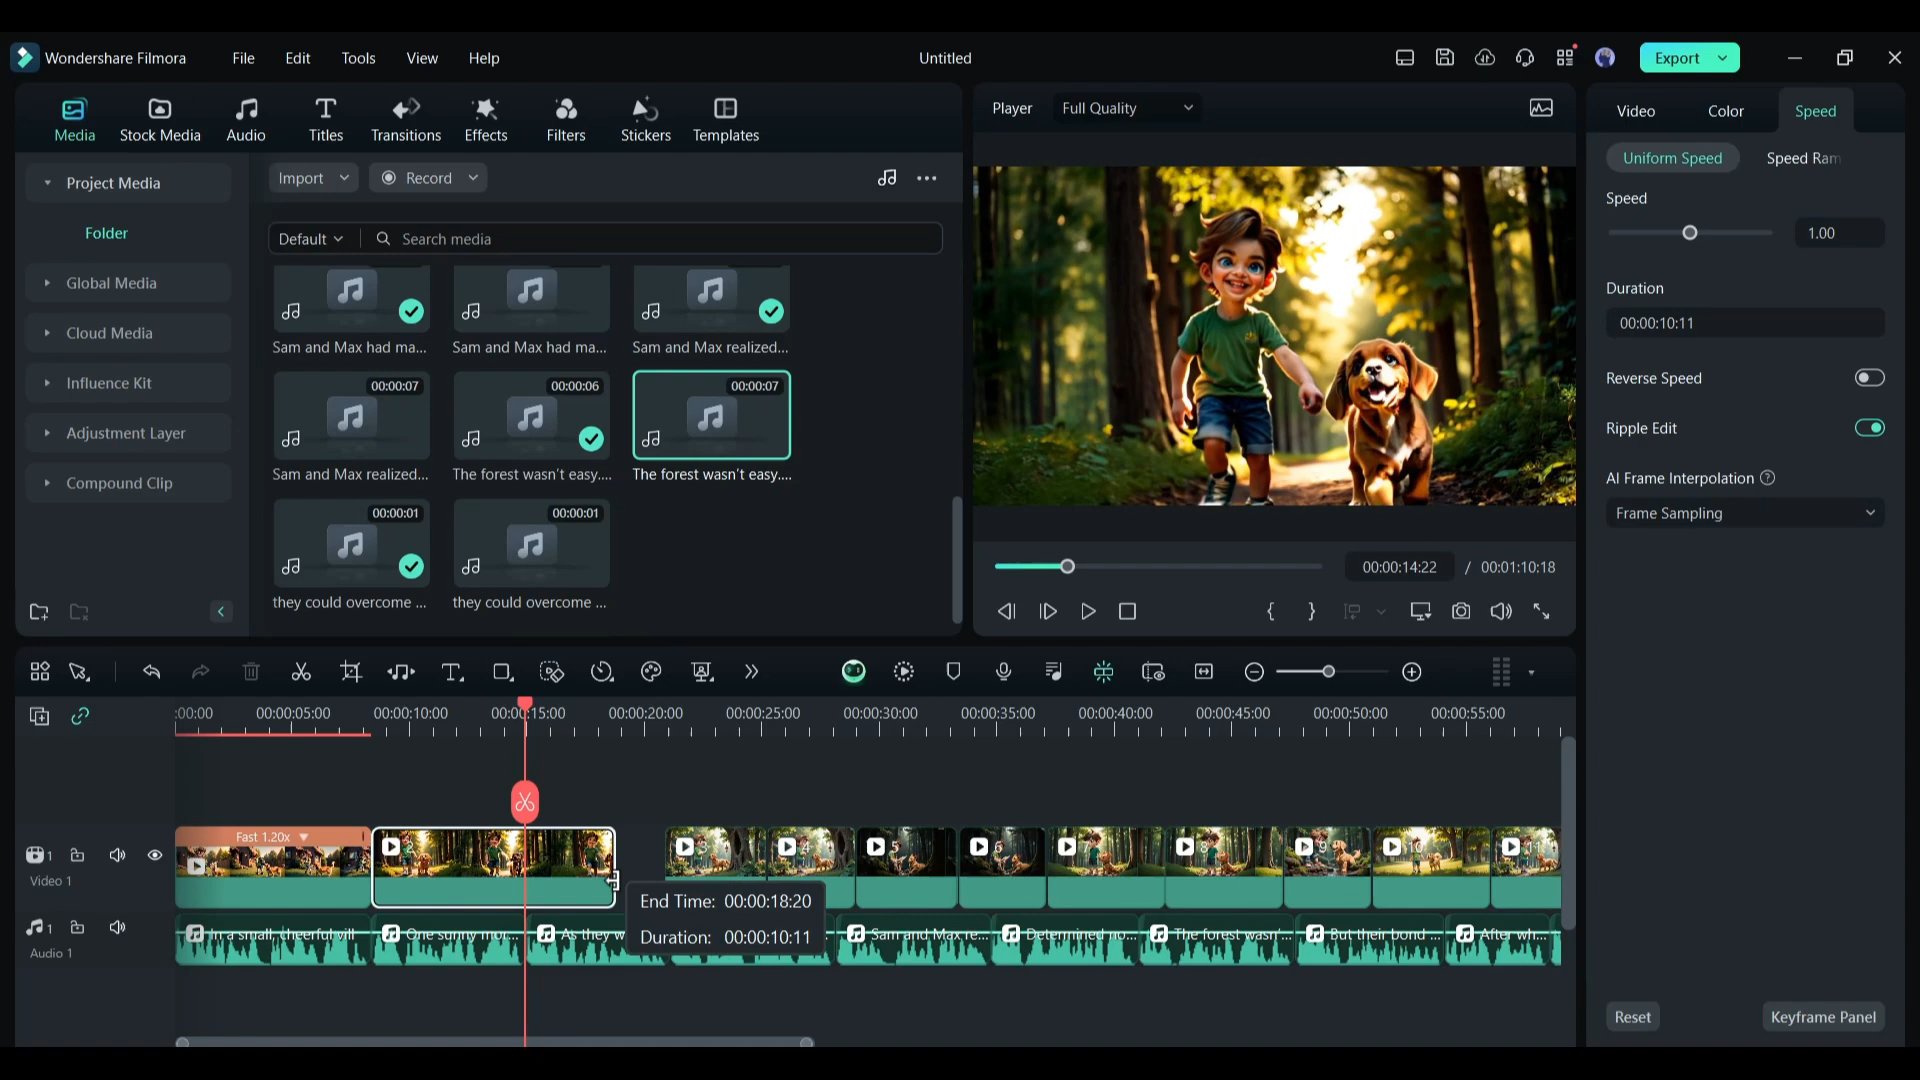 Wondershare Filmora
File
Edit
Tools
View
Help
Untitled
Export
Media
Stock Media
Audio
Titles
Transitions
Effects
Filters
Stickers
Templates
Player
Full Quality
Video
Color
Speed
Project Media
Folder
Global Media
Cloud Media
Influence Kit
Adjustment Layer
Compound Clip
Import
Record
Default
Search media
Sam and Max had ma...
Sam and Max had ma...
Sam and Max realized...
00:00:07
00:00:06
00:00:07
Sam and Max realized...
The forest wasn't easy....
The forest wasn't easy....
00:00:01
00:00:01
they could overcome ...
they could overcome ...
00:00:14:22 / 00:01:10:18
Uniform Speed
Speed Ram
Speed
1.00
Duration
00:00:10:11
Reverse Speed
Ripple Edit
AI Frame Interpolation
Frame Sampling
Reset
Keyframe Panel
:00:00
00:00:05:00
00:00:10:00
00:00:15:00
00:00:20:00
00:00:25:00
00:00:30:00
00:00:35:00
00:00:40:00
00:00:45:00
00:00:50:00
00:00:55:00
Fast 1.20x
1
Video 1
3
4
5
6
7
8
9
10
11
End Time: 00:00:18:20
Duration: 00:00:10:11
1
Audio 1
In a small, cheerful vill
One sunny mor...
As they w
Sam and Max re...
Determined no...
The forest wasn'...
But their bond ...
After wh...